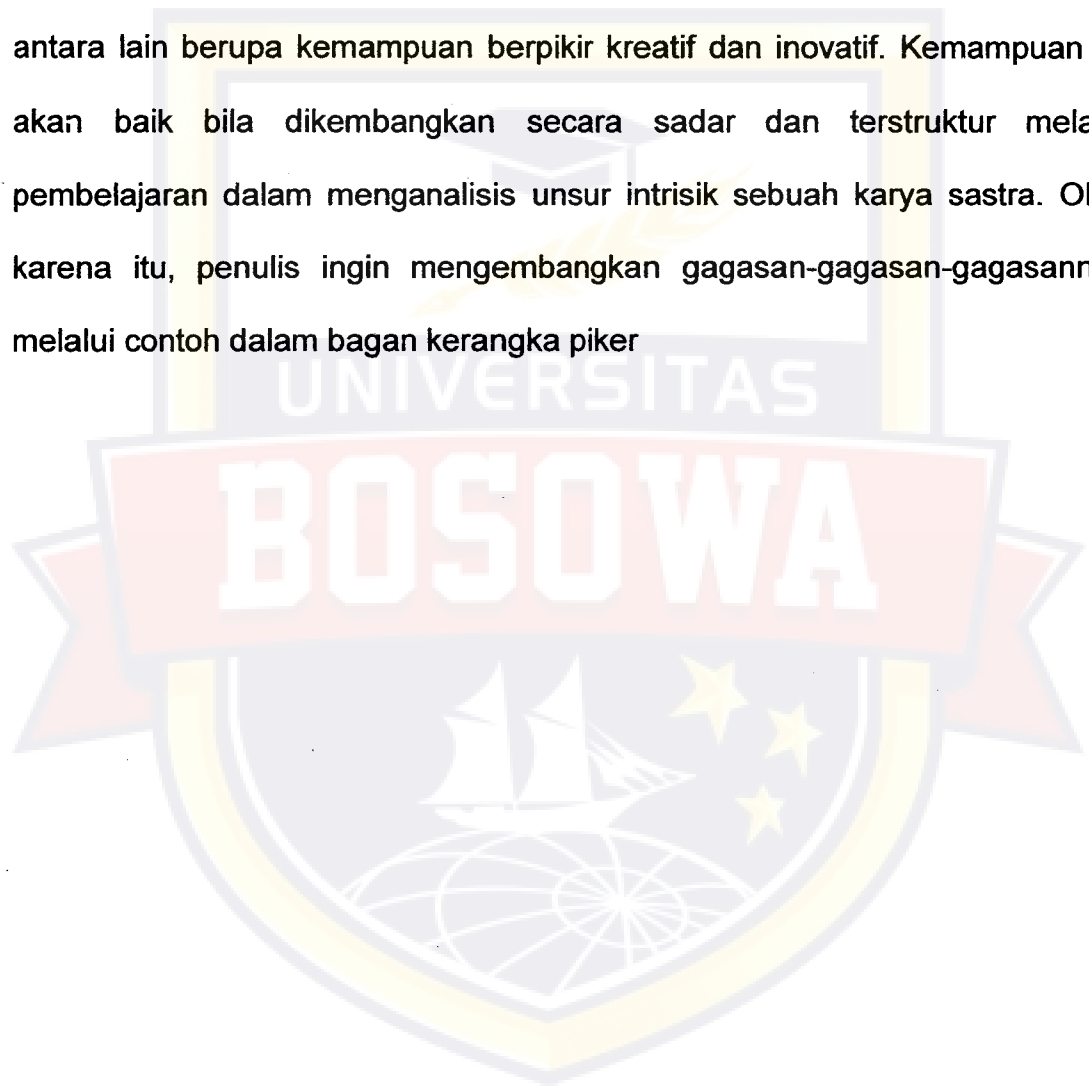 antara lain berupa kemampuan berpikir kreatif dan inovatif. Kemampuan
akan baik bila dikembangkan secara sadar dan terstruktur mela
pembelajaran dalam menganalisis unsur intrisik sebuah karya sastra. Ol
karena itu, penulis ingin mengembangkan gagasan-gagasan-gagasann
melalui contoh dalam bagan kerangka piker
UNIVERSITAS
BOSOWA